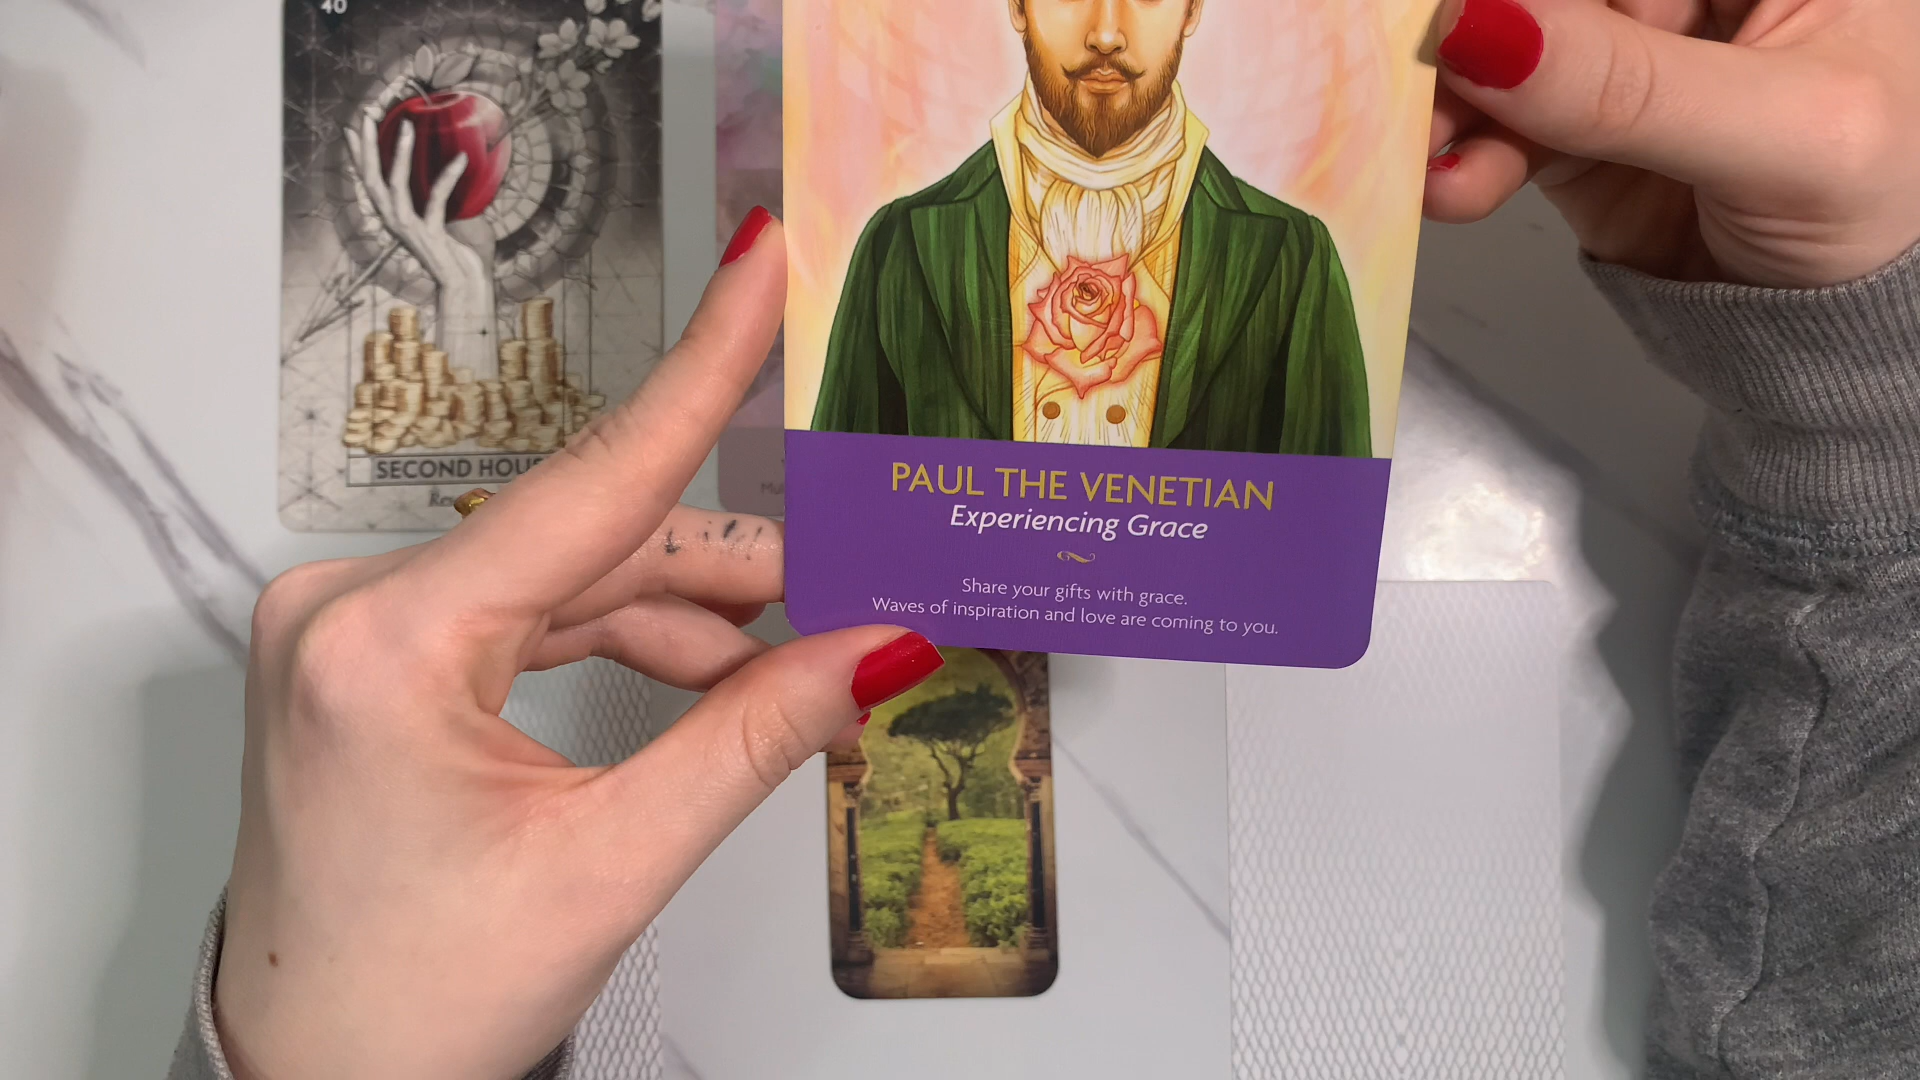 40
SECOND HOU
PAUL THE VENETIAN
Experiencing Grace
Share your gifts with grace.
Waves of inspiration and love are coming to you.